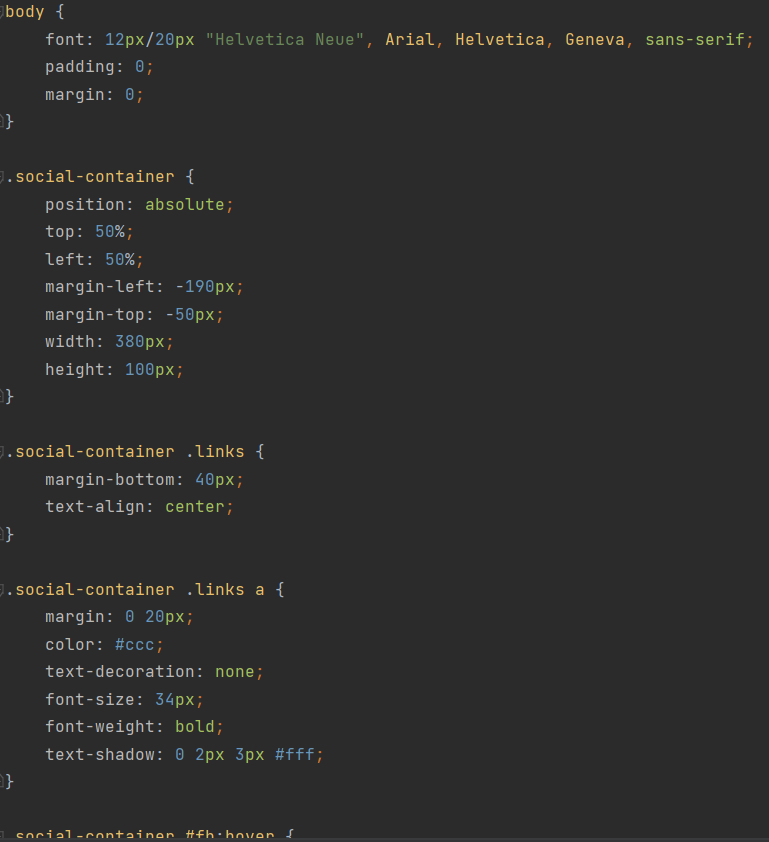 body {
    font: 12px/20px "Helvetica Neue", Arial, Helvetica, Geneva, sans-serif;
    padding: 0;
    margin: 0;
}
.social-container {
    position: absolute;
    top: 50%;
    left: 50%;
    margin-left: -190px;
    margin-top: -50px;
    width: 380px;
    height: 100px;
}
.social-container .links {
    margin-bottom: 40px;
    text-align: center;
}
.social-container .links a {
    margin: 0 20px;
    color: #ccc;
    text-decoration: none;
    font-size: 34px;
    font-weight: bold;
    text-shadow: 0 2px 3px #fff;
}
.social-container #fb:hover {